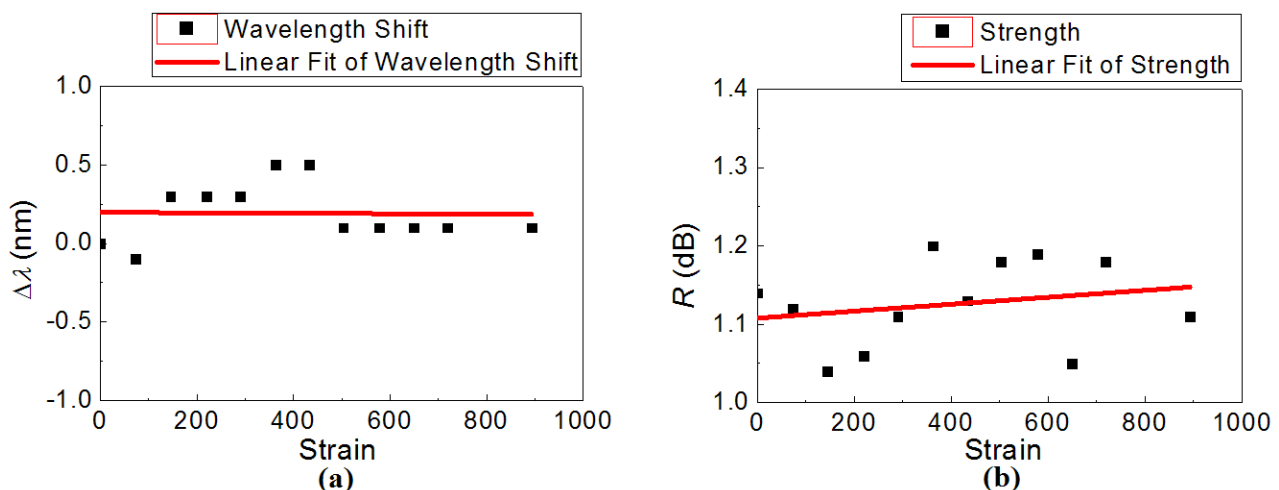 Wavelength Shift
Linear Fit of Wavelength Shift
1.0
0.5
0.0
-0.5
-1.0
Δλ (nm)
0 200 400 600 800 1000
Strain
(a)
Strength
Linear Fit of Strength
1.4
1.3
1.2
1.1
1.0
R (dB)
0 200 400 600 800 1000
Strain
(b)